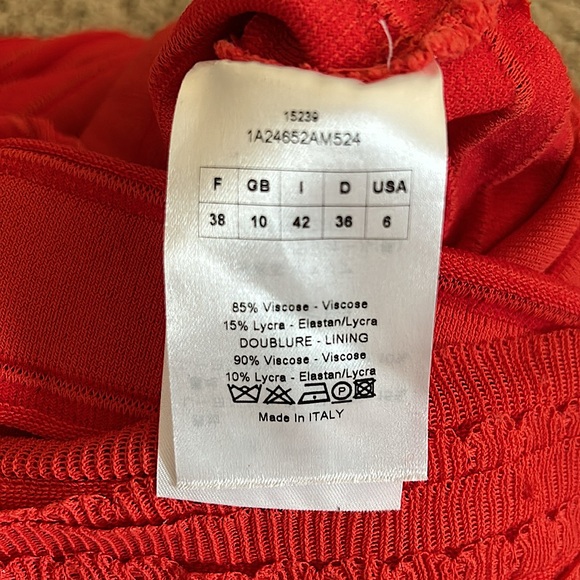 15239
1A24652AM524
F GB I D USA
38 10 42 36 6
85% Viscose - Viscose
15% Lycra - Elastan/Lycra
DOUBLURE - LINING
90% Viscose - Viscose
10% Lycra - Elastan/Lycra
P
Made In ITALY